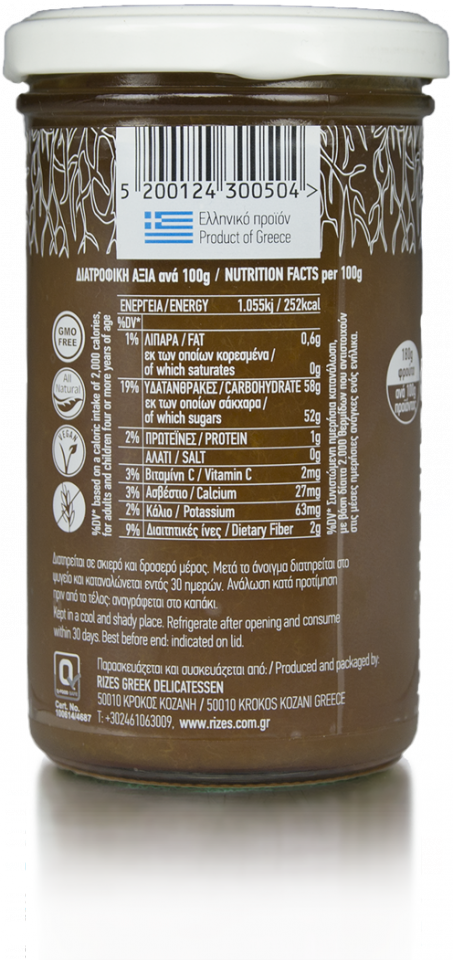 5 200124 300504 >
Ελληνικό προϊόν
Product of Greece
ΔΙΑΤΡΟΦΙΚΗ ΑΞΙΑ ανά 100g / NUTRITION FACTS per 100g
ΕΝΕΡΓΕΙΑ/ENERGY 1.055kj / 252kcal
%DV*
1% ΛΙΠΑΡΑ / FAT 0,6g
εκ των οποίων κορεσμένα /
of which saturates 0g
19% ΥΔΑΤΑΝΘΡΑΚΕΣ / CARBOHYDRATE 58g
εκ των οποίων σάκχαρα /
of which sugars 52g
2% ΠΡΟΤΕΪΝΕΣ / PROTEIN 1g
ΑΛΑΤΙ / SALT 0g
3% Βιταμίνη C / Vitamin C 2mg
3% Ασβέστιο / Calcium 27mg
2% Κάλιο / Potassium 63mg
9% Διαιτητικές ίνες / Dietary Fiber 2g
GMO
FREE
All
Natural
VEGAN
%DV* based on a caloric intake of 2,000 calories,
for adults and children four or more years of age
%DV* Συνιστώμενη ημερήσια κατανάλωση,
με βάση δίαιτα 2.000 θερμίδων που αντιστοιχούν
στις μέσες ημερήσιες ανάγκες ενός ενήλικα.
180g
φρούτα
ανά 100g
προϊόντος
Διατηρείται σε σκιερό και δροσερό μέρος. Μετά το άνοιγμα διατηρείται στο
ψυγείο και καταναλώνεται εντός 30 ημερών. Ανάλωση κατά προτίμηση
πριν από το τέλος: αναγράφεται στο καπάκι.
Kept in a cool and shady place. Refrigerate after opening and consume
within 30 days. Best before end: indicated on lid.
Q
Cert. No.
100614/4687
Παρασκευάζεται και συσκευάζεται από: / Produced and packaged by:
RIZES GREEK DELICATESSEN
50010 ΚΡΟΚΟΣ ΚΟΖΑΝΗ / 50010 KROKOS KOZANI GREECE
T: +302461063009, www.rizes.com.gr